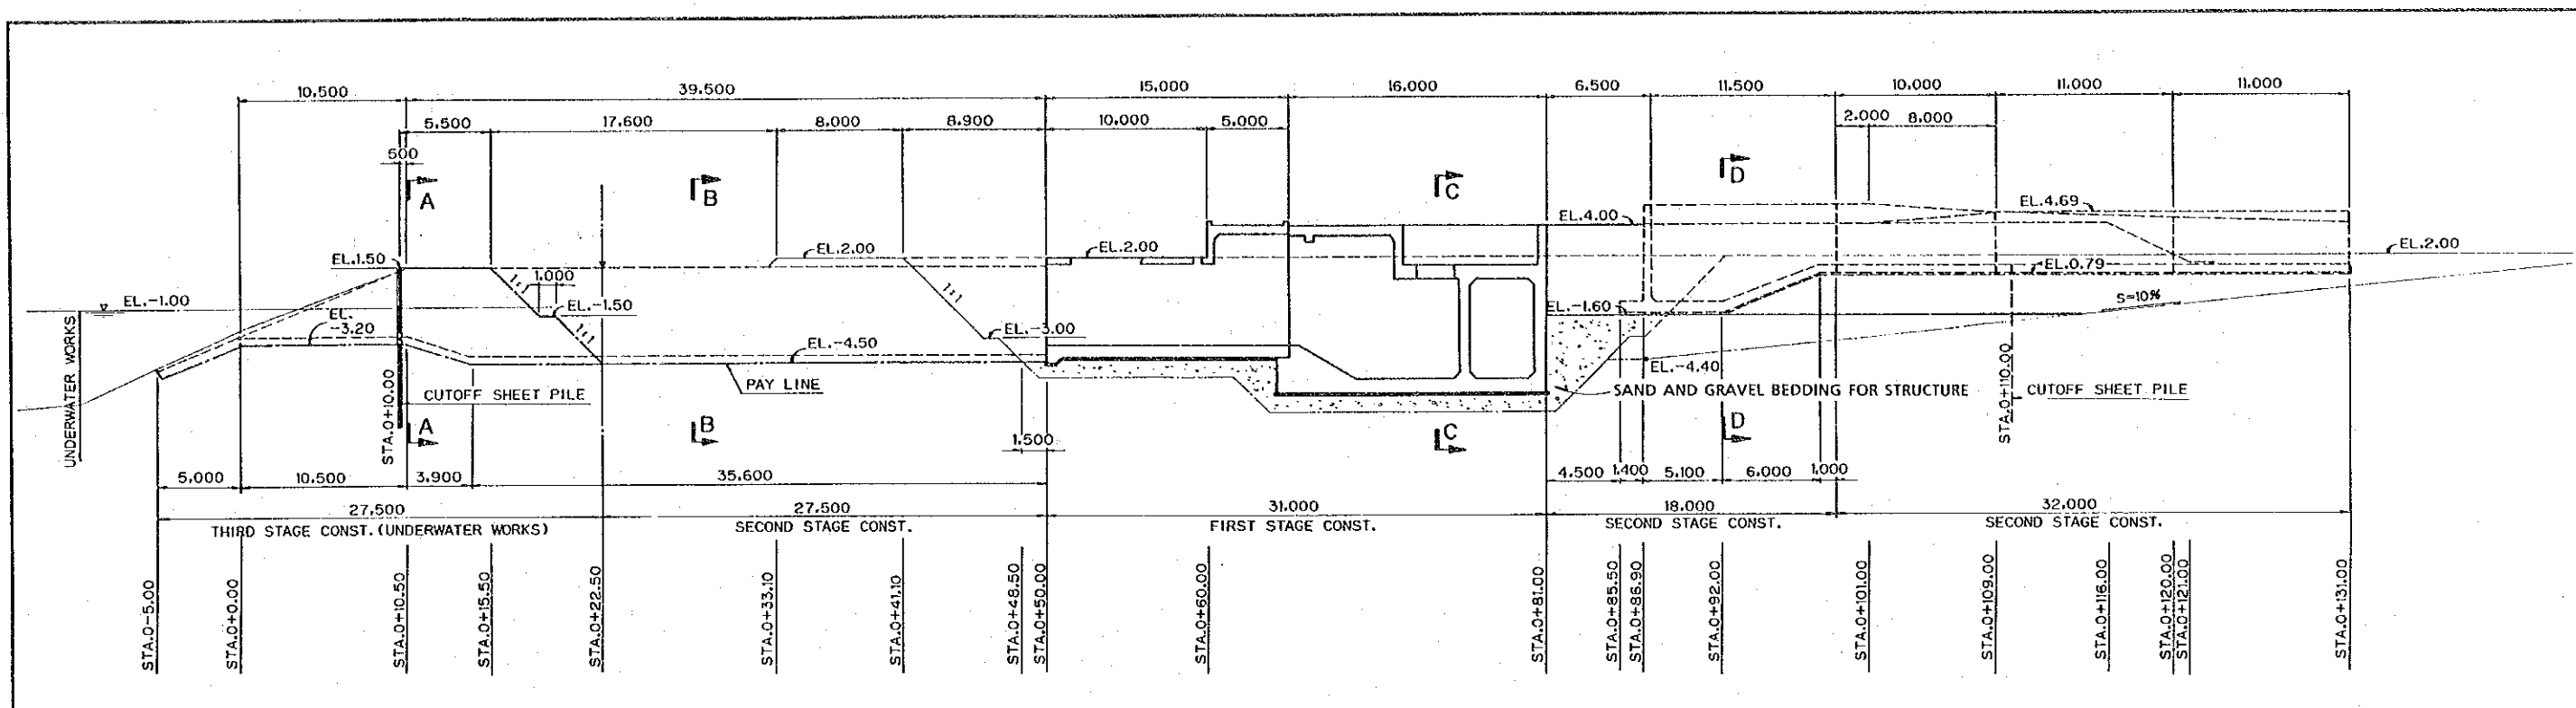 10.500 39.500 15.000 16.000 6.500 11.500 10.000 11.000 11.000
5.500 17.600 8.000 8.900 10.000 5.000 2.000 8.000
500
A B C D
EL.4.00 EL.4.69
EL.1.50 EL.2.00 EL.2.00 EL.2.00
1:1 1.000 1:1 EL.0.79
EL.-1.00 EL.-1.50 EL.-1.60 S=10%
UNDERWATER WORKS
EL.
-3.20 1:1 EL.-3.00
EL.-4.50 EL.-4.40
PAY LINE
STA.0+10.00 CUTOFF SHEET PILE
SAND AND GRAVEL BEDDING FOR STRUCTURE
STA.0+110.00 CUTOFF SHEET PILE
A B C D
1.500
5.000 10.500 3.900 35.600 4.500 1.400 5.100 6.000 1.000
27.500 27.500 31.000 18.000 32.000
THIRD STAGE CONST.(UNDERWATER WORKS) SECOND STAGE CONST. FIRST STAGE CONST. SECOND STAGE CONST. SECOND STAGE CONST.
STA.0-5.00
STA.0+0.00
STA.0+10.50
STA.0+15.50
STA.0+22.50
STA.0+33.10
STA.0+41.10
STA.0+48.50
STA.0+50.00
STA.0+60.00
STA.0+81.00
STA.0+85.50
STA.0+86.90
STA.0+92.00
STA.0+101.00
STA.0+109.00
STA.0+116.00
STA.0+120.00
STA.0+121.00
STA.0+131.00